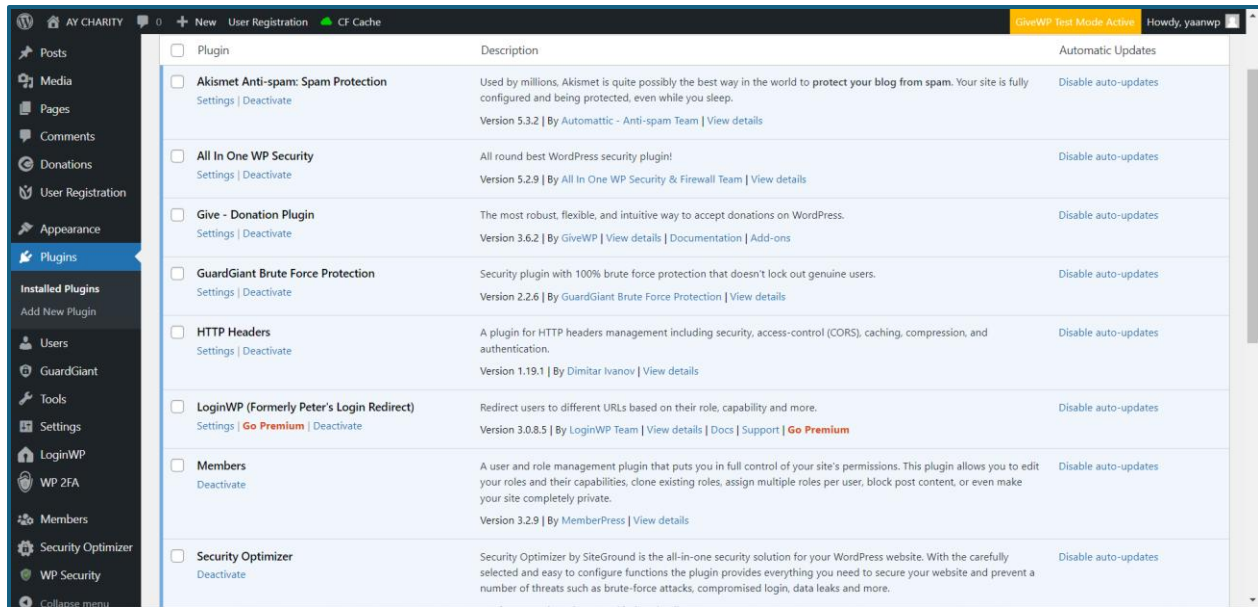 AY CHARITY 0 + New User Registration CF Cache GiveWP Test Mode Active Howdy, yaanwp
Posts
Media
Pages
Comments
Donations
User Registration
Appearance
Plugins
Installed Plugins
Add New Plugin
Users
GuardGiant
Tools
Settings
LoginWP
WP 2FA
Members
Security Optimizer
WP Security
Collapse menu
Plugin Description Automatic Updates
Akismet Anti-spam: Spam Protection
Settings | Deactivate
Used by millions, Akismet is quite possibly the best way in the world to protect your blog from spam. Your site is fully
configured and being protected, even while you sleep.
Version 5.3.2 | By Automattic - Anti-spam Team | View details
Disable auto-updates
All In One WP Security
Settings | Deactivate
All round best WordPress security plugin!
Version 5.2.9 | By All In One WP Security & Firewall Team | View details
Disable auto-updates
Give - Donation Plugin
Settings | Deactivate
The most robust, flexible, and intuitive way to accept donations on WordPress.
Version 3.6.2 | By GiveWP | View details | Documentation | Add-ons
Disable auto-updates
GuardGiant Brute Force Protection
Settings | Deactivate
Security plugin with 100% brute force protection that doesn't lock out genuine users.
Version 2.2.6 | By GuardGiant Brute Force Protection | View details
Disable auto-updates
HTTP Headers
Settings | Deactivate
A plugin for HTTP headers management including security, access-control (CORS), caching, compression, and
authentication.
Version 1.19.1 | By Dimitar Ivanov | View details
Disable auto-updates
LoginWP (Formerly Peter's Login Redirect)
Settings | Go Premium | Deactivate
Redirect users to different URLs based on their role, capability and more.
Version 3.0.8.5 | By LoginWP Team | View details | Docs | Support | Go Premium
Disable auto-updates
Members
Deactivate
A user and role management plugin that puts you in full control of your site's permissions. This plugin allows you to edit
your roles and their capabilities, clone existing roles, assign multiple roles per user, block post content, or even make
your site completely private.
Version 3.2.9 | By MemberPress | View details
Disable auto-updates
Security Optimizer
Deactivate
Security Optimizer by SiteGround is the all-in-one security solution for your WordPress website. With the carefully
selected and easy to configure functions the plugin provides everything you need to secure your website and prevent a
number of threats such as brute-force attacks, compromised login, data leaks and more.
Disable auto-updates